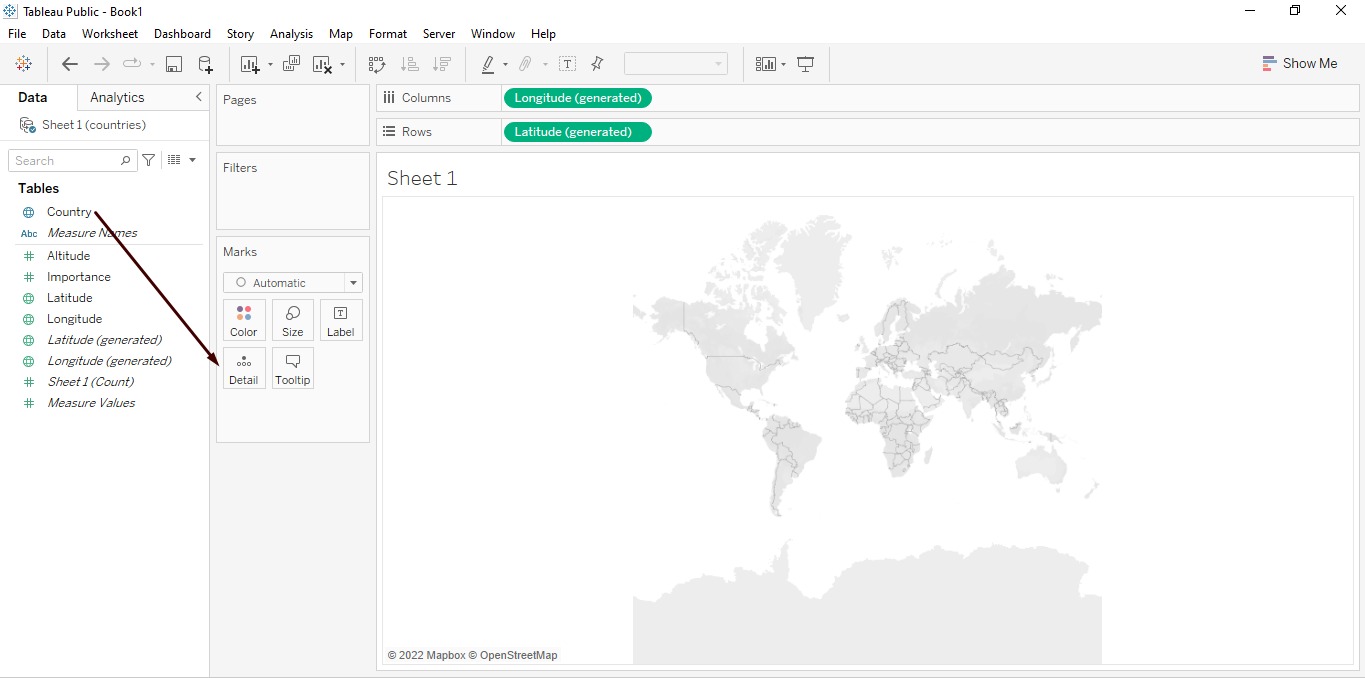 Tableau Public - Book1
File Data Worksheet Dashboard Story Analysis Map Format Server Window Help
Show Me
Data Analytics
Sheet 1 (countries)
Search
Tables
Country
Abc Measure Names
Altitude
Importance
Latitude
Longitude
Latitude (generated)
Longitude (generated)
Sheet 1 (Count)
Measure Values
Pages
Filters
Marks
Automatic
Color Size Label
Detail Tooltip
Columns Longitude (generated)
Rows Latitude (generated)
Sheet 1
© 2022 Mapbox © OpenStreetMap